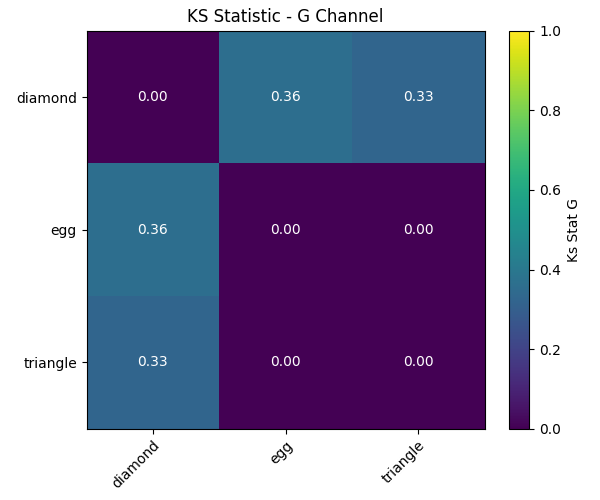 KS Statistic - G Channel
diamond 0.00 0.36 0.33
egg 0.36 0.00 0.00
triangle 0.33 0.00 0.00
diamond egg triangle
1.0
0.8
0.6
0.4
0.2
0.0
Ks Stat G